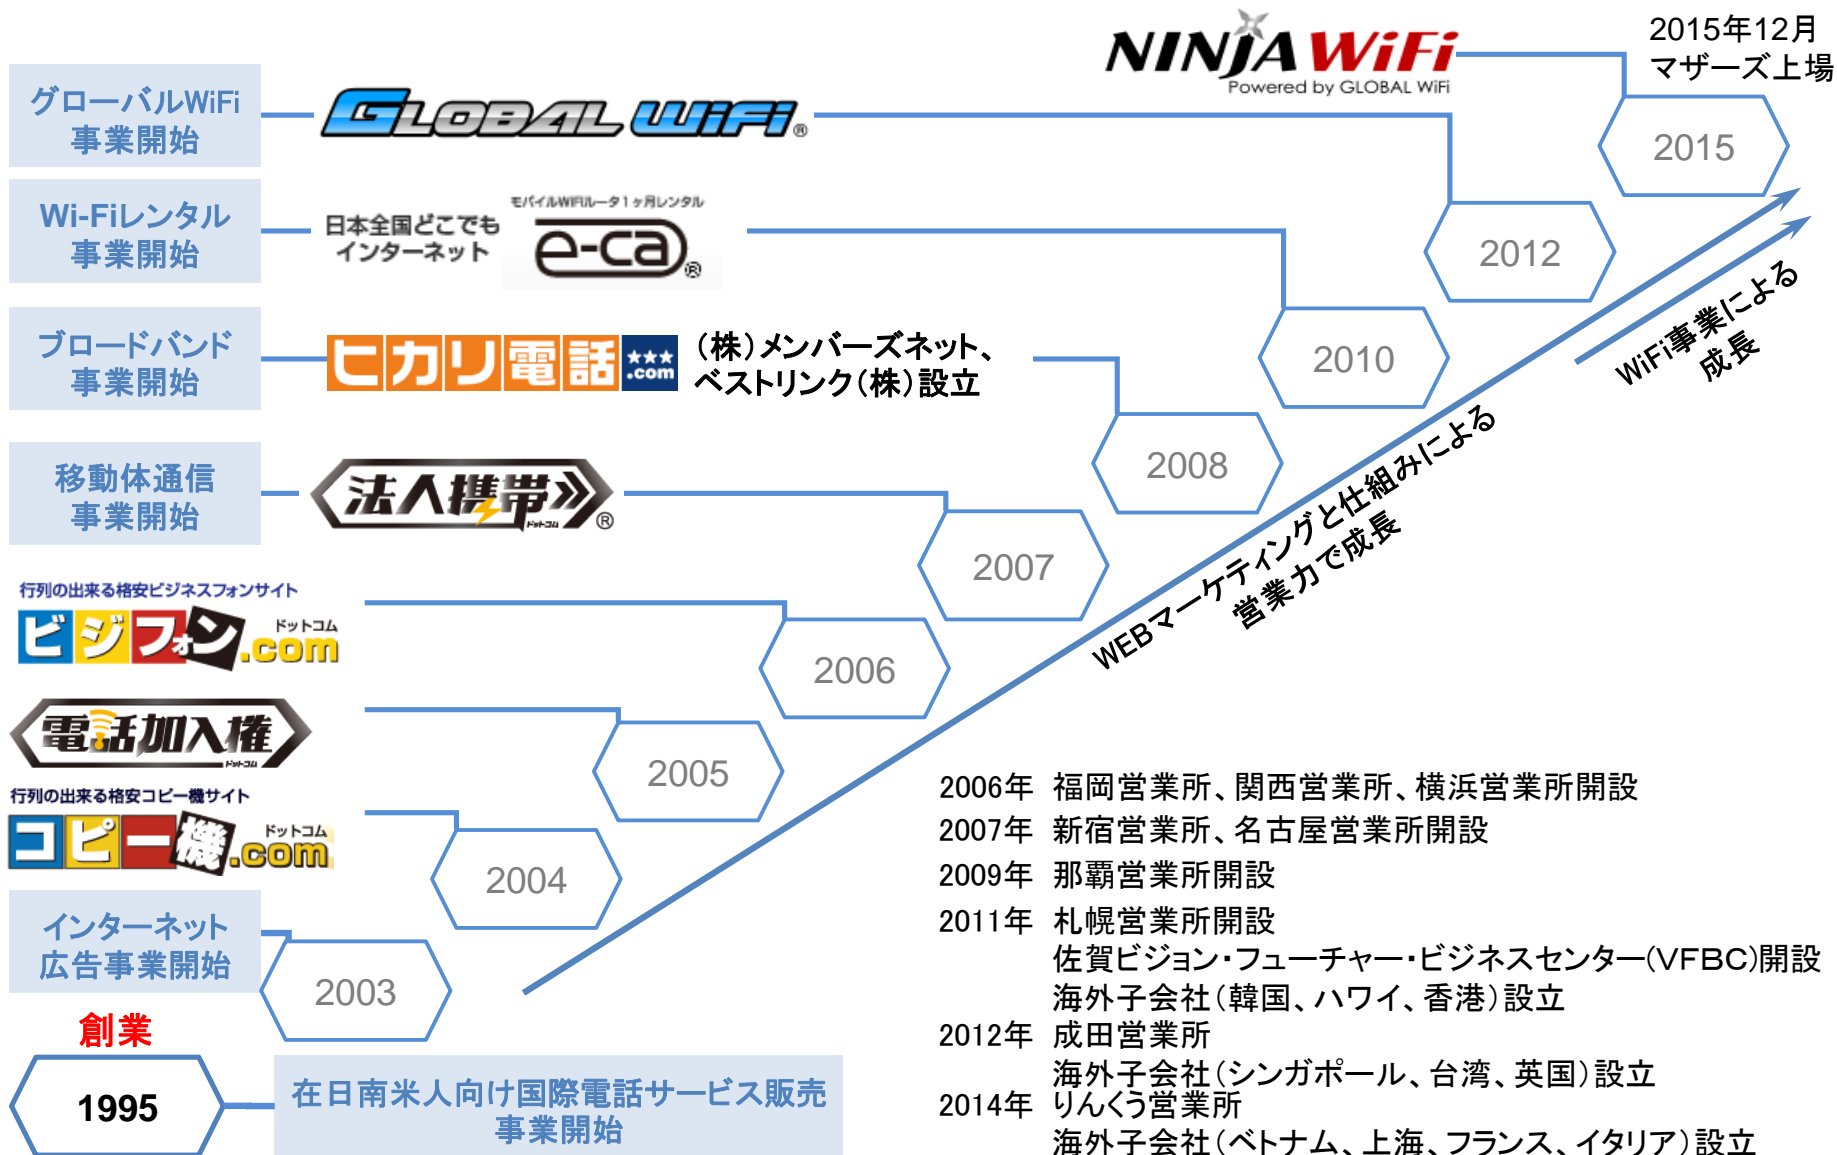 NINJA WiFi
Powered by GLOBAL WiFi
2015年12月
マザーズ上場
グローバルWiFi
事業開始
GLOBAL WiFi®
2015
Wi-Fiレンタル
事業開始
日本全国どこでも
インターネット
モバイルWIFIルータ1ヶ月レンタル
e-ca®
2012
ブロードバンド
事業開始
ヒカリ電話★★★.com
(株)メンバーズネット、
ベストリンク(株)設立
2010
WiFi事業による
成長
移動体通信
事業開始
法人携帯
ドットコム
®
2008
WEBマーケティングと仕組みによる
営業力で成長
2007
行列の出来る格安ビジネスフォンサイト
ビジフォン.com
ドットコム
2006
電話加入権
ドットコム
2005
行列の出来る格安コピー機サイト
コピー機.com
ドットコム
2004
インターネット
広告事業開始
2003
創業
1995
在日南米人向け国際電話サービス販売
事業開始
2006年 福岡営業所、関西営業所、横浜営業所開設
2007年 新宿営業所、名古屋営業所開設
2009年 那覇営業所開設
2011年 札幌営業所開設
佐賀ビジョン・フューチャー・ビジネスセンター(VFBC)開設
海外子会社(韓国、ハワイ、香港)設立
2012年 成田営業所
海外子会社(シンガポール、台湾、英国)設立
2014年 りんくう営業所
海外子会社(ベトナム、上海、フランス、イタリア)設立